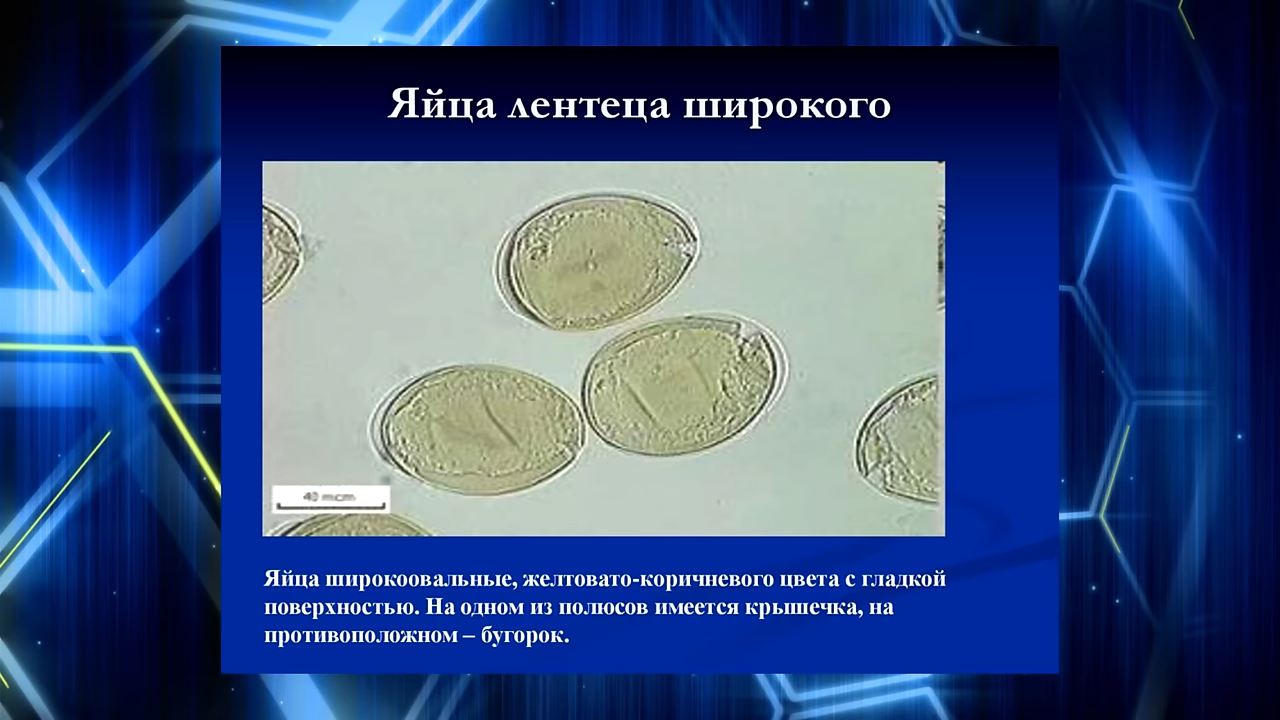 Яйца лентеца широкого
40 mcm
Яйца широкоовальные, желтовато-коричневого цвета с гладкой
поверхностью. На одном из полюсов имеется крышечка, на
противоположном – бугорок.